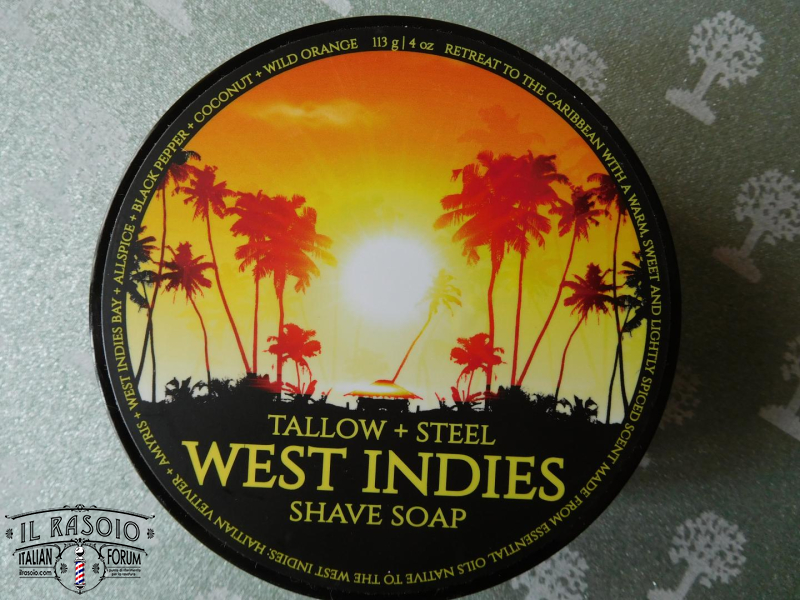 RETREAT TO THE CARIBBEAN WITH A WARM, SWEET AND LIGHTLY SPICED SCENT MADE FROM ESSENTIAL OILS NATIVE TO THE WEST INDIES: HAITIAN VETIVER + AMYRIS + WEST INDIES BAY + ALLSPICE + BLACK PEPPER + COCONUT + WILD ORANGE
113 g | 4 oz
TALLOW + STEEL
WEST INDIES
SHAVE SOAP
IL RASOIO
ITALIAN FORUM
ilrasoio.com